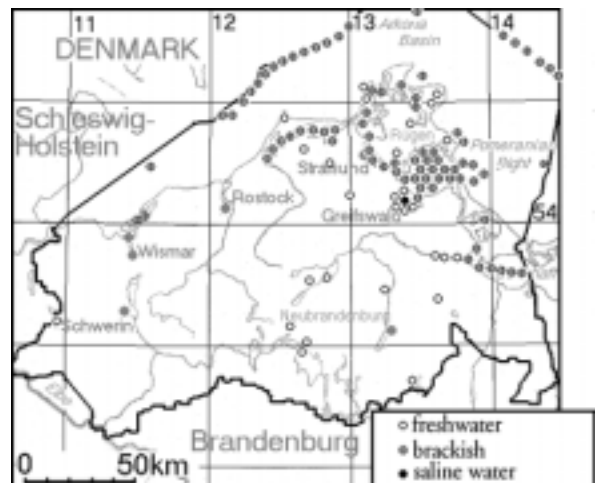 11
12
13
14
DENMARK
Arkona
Basin
Schleswig-
Holstein
Rügen
Pomeranian
Bight
Stralsund
Rostock
Greifswald
54
Wismar
Neubrandenburg
Schwerin
Elbe
Brandenburg
0 50km
freshwater
brackish
saline water